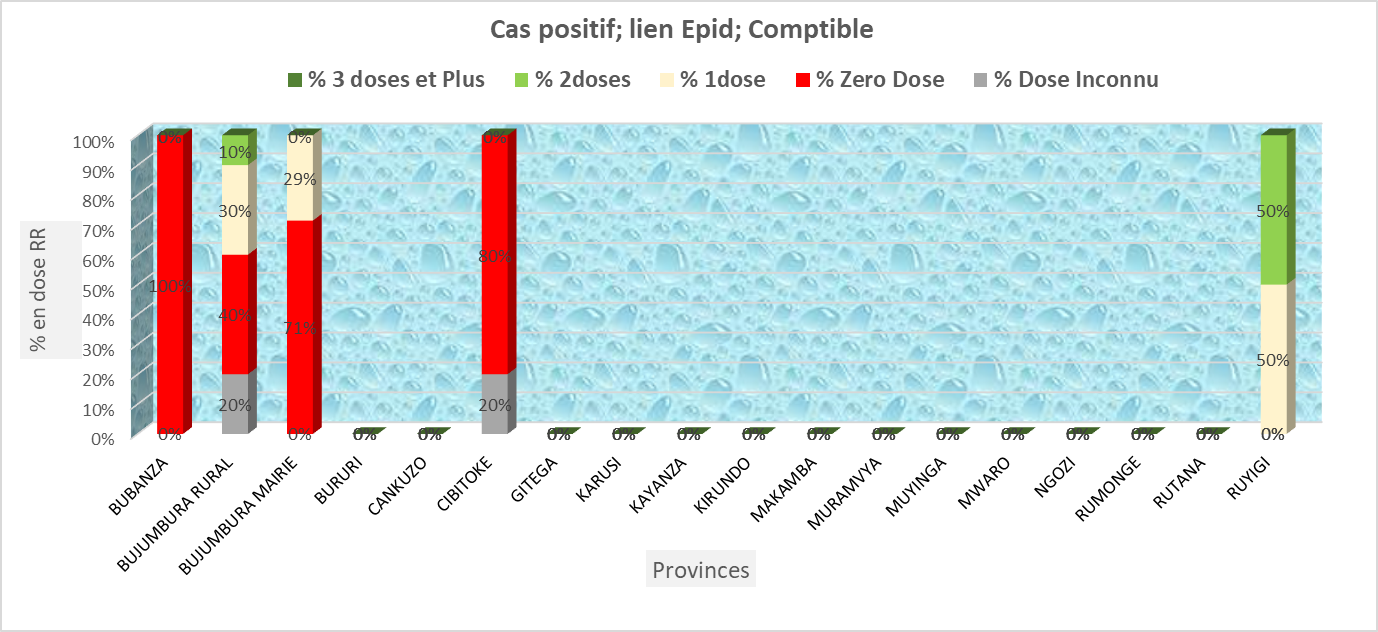 Cas positif; lien Epid; Comptible
% 3 doses et Plus % 2doses % 1dose % Zero Dose % Dose Inconnu
% en dose RR
100%
90%
80%
70%
60%
50%
40%
30%
20%
10%
0%
0% 0% 0%
10%
29%
30% 50%
80%
100%
40% 71%
50%
20% 20%
0% 0% 0% 0% 0% 0% 0% 0% 0% 0% 0% 0% 0% 0% 0% 0%
BUBANZA
BUJUMBURA RURAL
BUJUMBURA MAIRIE
BURURI
CANKUZO
CIBITOKE
GITEGA
KARUSI
KAYANZA
KIRUNDO
MAKAMBA
MURAMVYA
MUYINGA
MWARO
NGOZI
RUMONGE
RUTANA
RUYIGI
Provinces